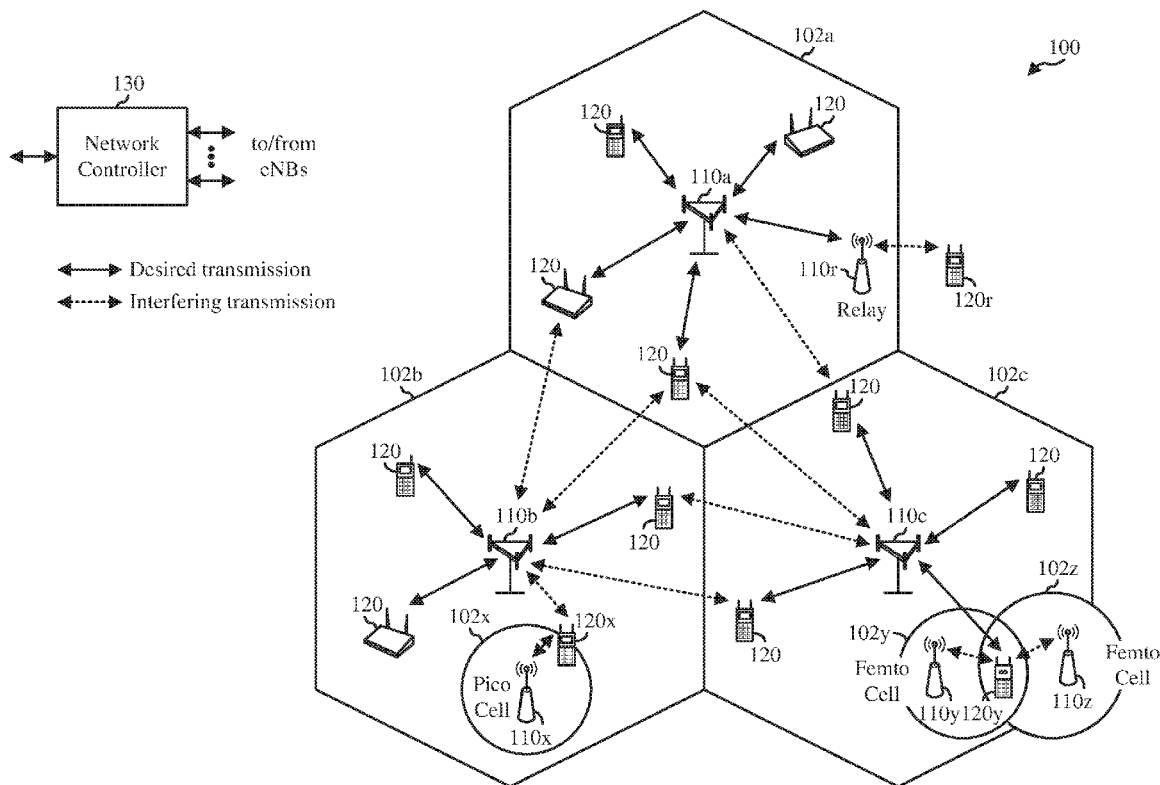 102a
100
130
Network
Controller
to/from
eNBs
120
120
110a
Desired transmission
Interfering transmission
120
110r
Relay
120r
102b
120
120
102c
120
120
110b
120
110c
120
120x
102x
120
102z
102y
Pico
Cell
110x
Femto
Cell
110y
120y
110z
Femto
Cell
120